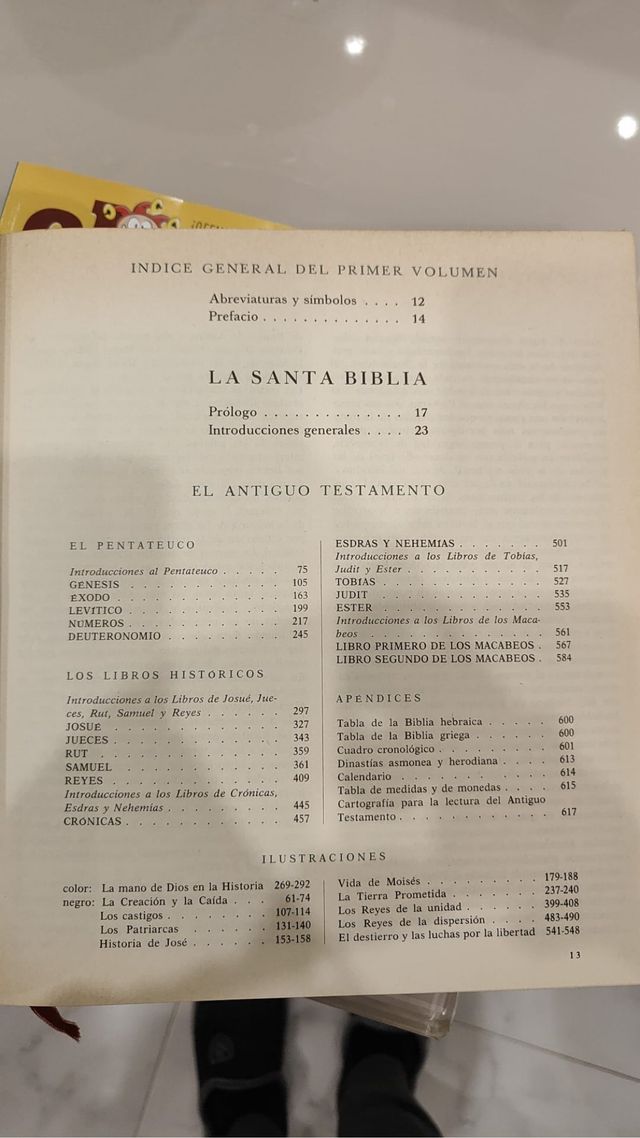 INDICE GENERAL DEL PRIMER VOLUMEN
Abreviaturas y símbolos . . . . 12
Prefacio . . . . . . . . . . . . . . 14
LA SANTA BIBLIA
Prólogo . . . . . . . . . . . . . . 17
Introducciones generales . . . . 23
EL ANTIGUO TESTAMENTO
EL PENTATEUCO
Introducciones al Pentateuco . . . . . 75
GÉNESIS . . . . . . . . . . . . 105
ÉXODO . . . . . . . . . . . . 163
LEVÍTICO . . . . . . . . . . . 199
NÚMEROS . . . . . . . . . . . 217
DEUTERONOMIO . . . . . . . . . 245
LOS LIBROS HISTÓRICOS
Introducciones a los Libros de Josué, Jue-
ces, Rut, Samuel y Reyes . . . . . . 297
JOSUÉ . . . . . . . . . . . . 327
JUECES . . . . . . . . . . . . 343
RUT . . . . . . . . . . . . . 359
SAMUEL . . . . . . . . . . . . 361
REYES . . . . . . . . . . . . 409
Introducciones a los Libros de Crónicas,
Esdras y Nehemías . . . . . . . . . 445
CRÓNICAS . . . . . . . . . . . 457
ESDRAS Y NEHEMÍAS . . . . . . . 501
Introducciones a los Libros de Tobías,
Judit y Ester . . . . . . . . . . . 517
TOBÍAS . . . . . . . . . . . . 527
JUDIT . . . . . . . . . . . . 535
ESTER . . . . . . . . . . . . 553
Introducciones a los Libros de los Maca-
beos . . . . . . . . . . . . . . 561
LIBRO PRIMERO DE LOS MACABEOS . 567
LIBRO SEGUNDO DE LOS MACABEOS . 584
APÉNDICES
Tabla de la Biblia hebraica . . . . . 600
Tabla de la Biblia griega . . . . . 600
Cuadro cronológico . . . . . . . . . 601
Dinastías asmonea y herodiana . . . . 613
Calendario . . . . . . . . . . . 614
Tabla de medidas y de monedas . . . . 615
Cartografía para la lectura del Antiguo
Testamento . . . . . . . . . . . . 617
ILUSTRACIONES
color: La mano de Dios en la Historia 269-292
negro: La Creación y la Caída . . . 61-74
Los castigos . . . . . . . . 107-114
Los Patriarcas . . . . . . 131-140
Historia de José . . . . . . 153-158
Vida de Moisés . . . . . . . . . 179-188
La Tierra Prometida . . . . . . . 237-240
Los Reyes de la unidad . . . . . . 399-408
Los Reyes de la dispersión . . . . 483-490
El destierro y las luchas por la libertad 541-548
13